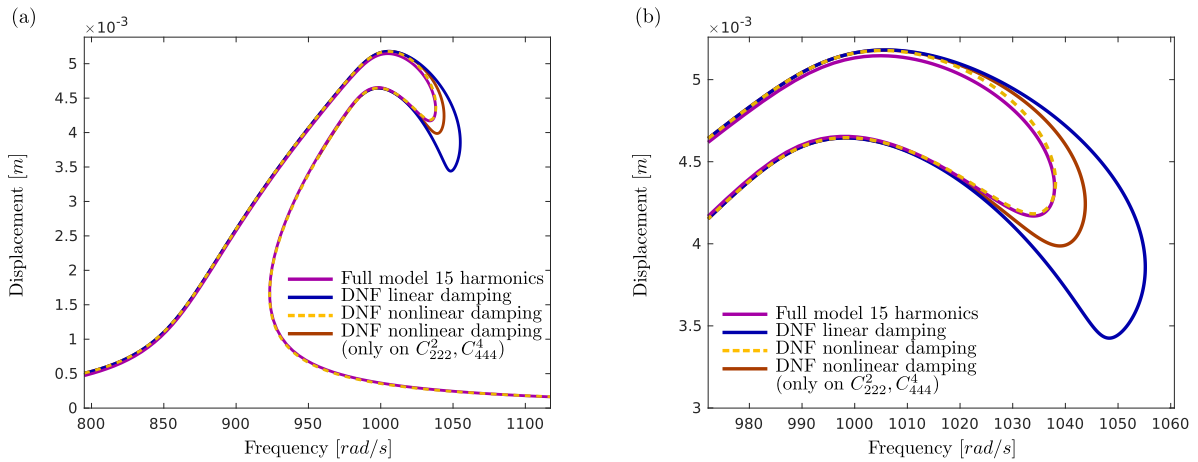 (a)
×10⁻³
5
4.5
4
3.5
3
2.5
2
1.5
1
0.5
0
Displacement [m]
800 850 900 950 1000 1050 1100
Frequency [rad/s]
Full model 15 harmonics
DNF linear damping
DNF nonlinear damping
DNF nonlinear damping
(only on C²₂₂₂, C⁴₄₄₄)
(b)
×10⁻³
5
4.5
4
3.5
3
Displacement [m]
980 990 1000 1010 1020 1030 1040 1050 1060
Frequency [rad/s]
Full model 15 harmonics
DNF linear damping
DNF nonlinear damping
DNF nonlinear damping
(only on C²₂₂₂, C⁴₄₄₄)